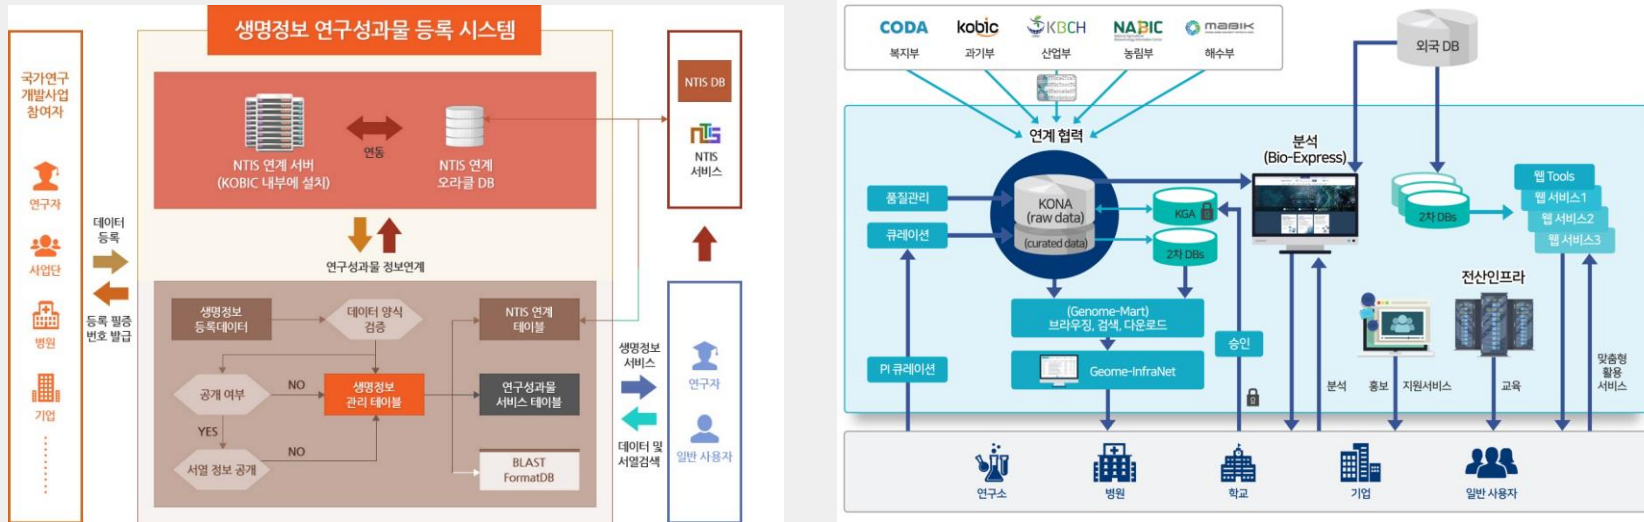 생명정보 연구성과물 등록 시스템
국가연구
개발사업
참여자
연구자
사업단
병원
기업
데이터
등록
등록 필증
번호 발급
NTIS 연계 서버
(KOBIC 내부에 설치)
연동
NTIS 연계
오라클 DB
연구성과물 정보연계
생명정보
등록데이터
데이터 양식
검증
NTIS 연계
테이블
공개 여부
NO
생명정보
관리 테이블
연구성과물
서비스 테이블
YES
서열 정보 공개
NO
BLAST
FormatDB
NTIS DB
NTIS
NTIS
서비스
생명정보
서비스
데이터 및
서열검색
연구자
일반 사용자
CODA
복지부
kobic
과기부
KBCH
산업부
NABIC
농림부
MABIK
해수부
외국 DB
연계 협력
분석
(Bio-Express)
품질관리
큐레이션
KONA
(raw data)
(curated data)
KGA
2차 DBs
2차 DBs
웹 Tools
웹 서비스1
웹 서비스2
웹 서비스3
(Genome-Mart)
브라우징, 검색, 다운로드
Geome-InfraNet
PI 큐레이션
승인
전산인프라
분석
홍보
지원서비스
교육
맞춤형
활용
서비스
연구소
병원
학교
기업
일반 사용자